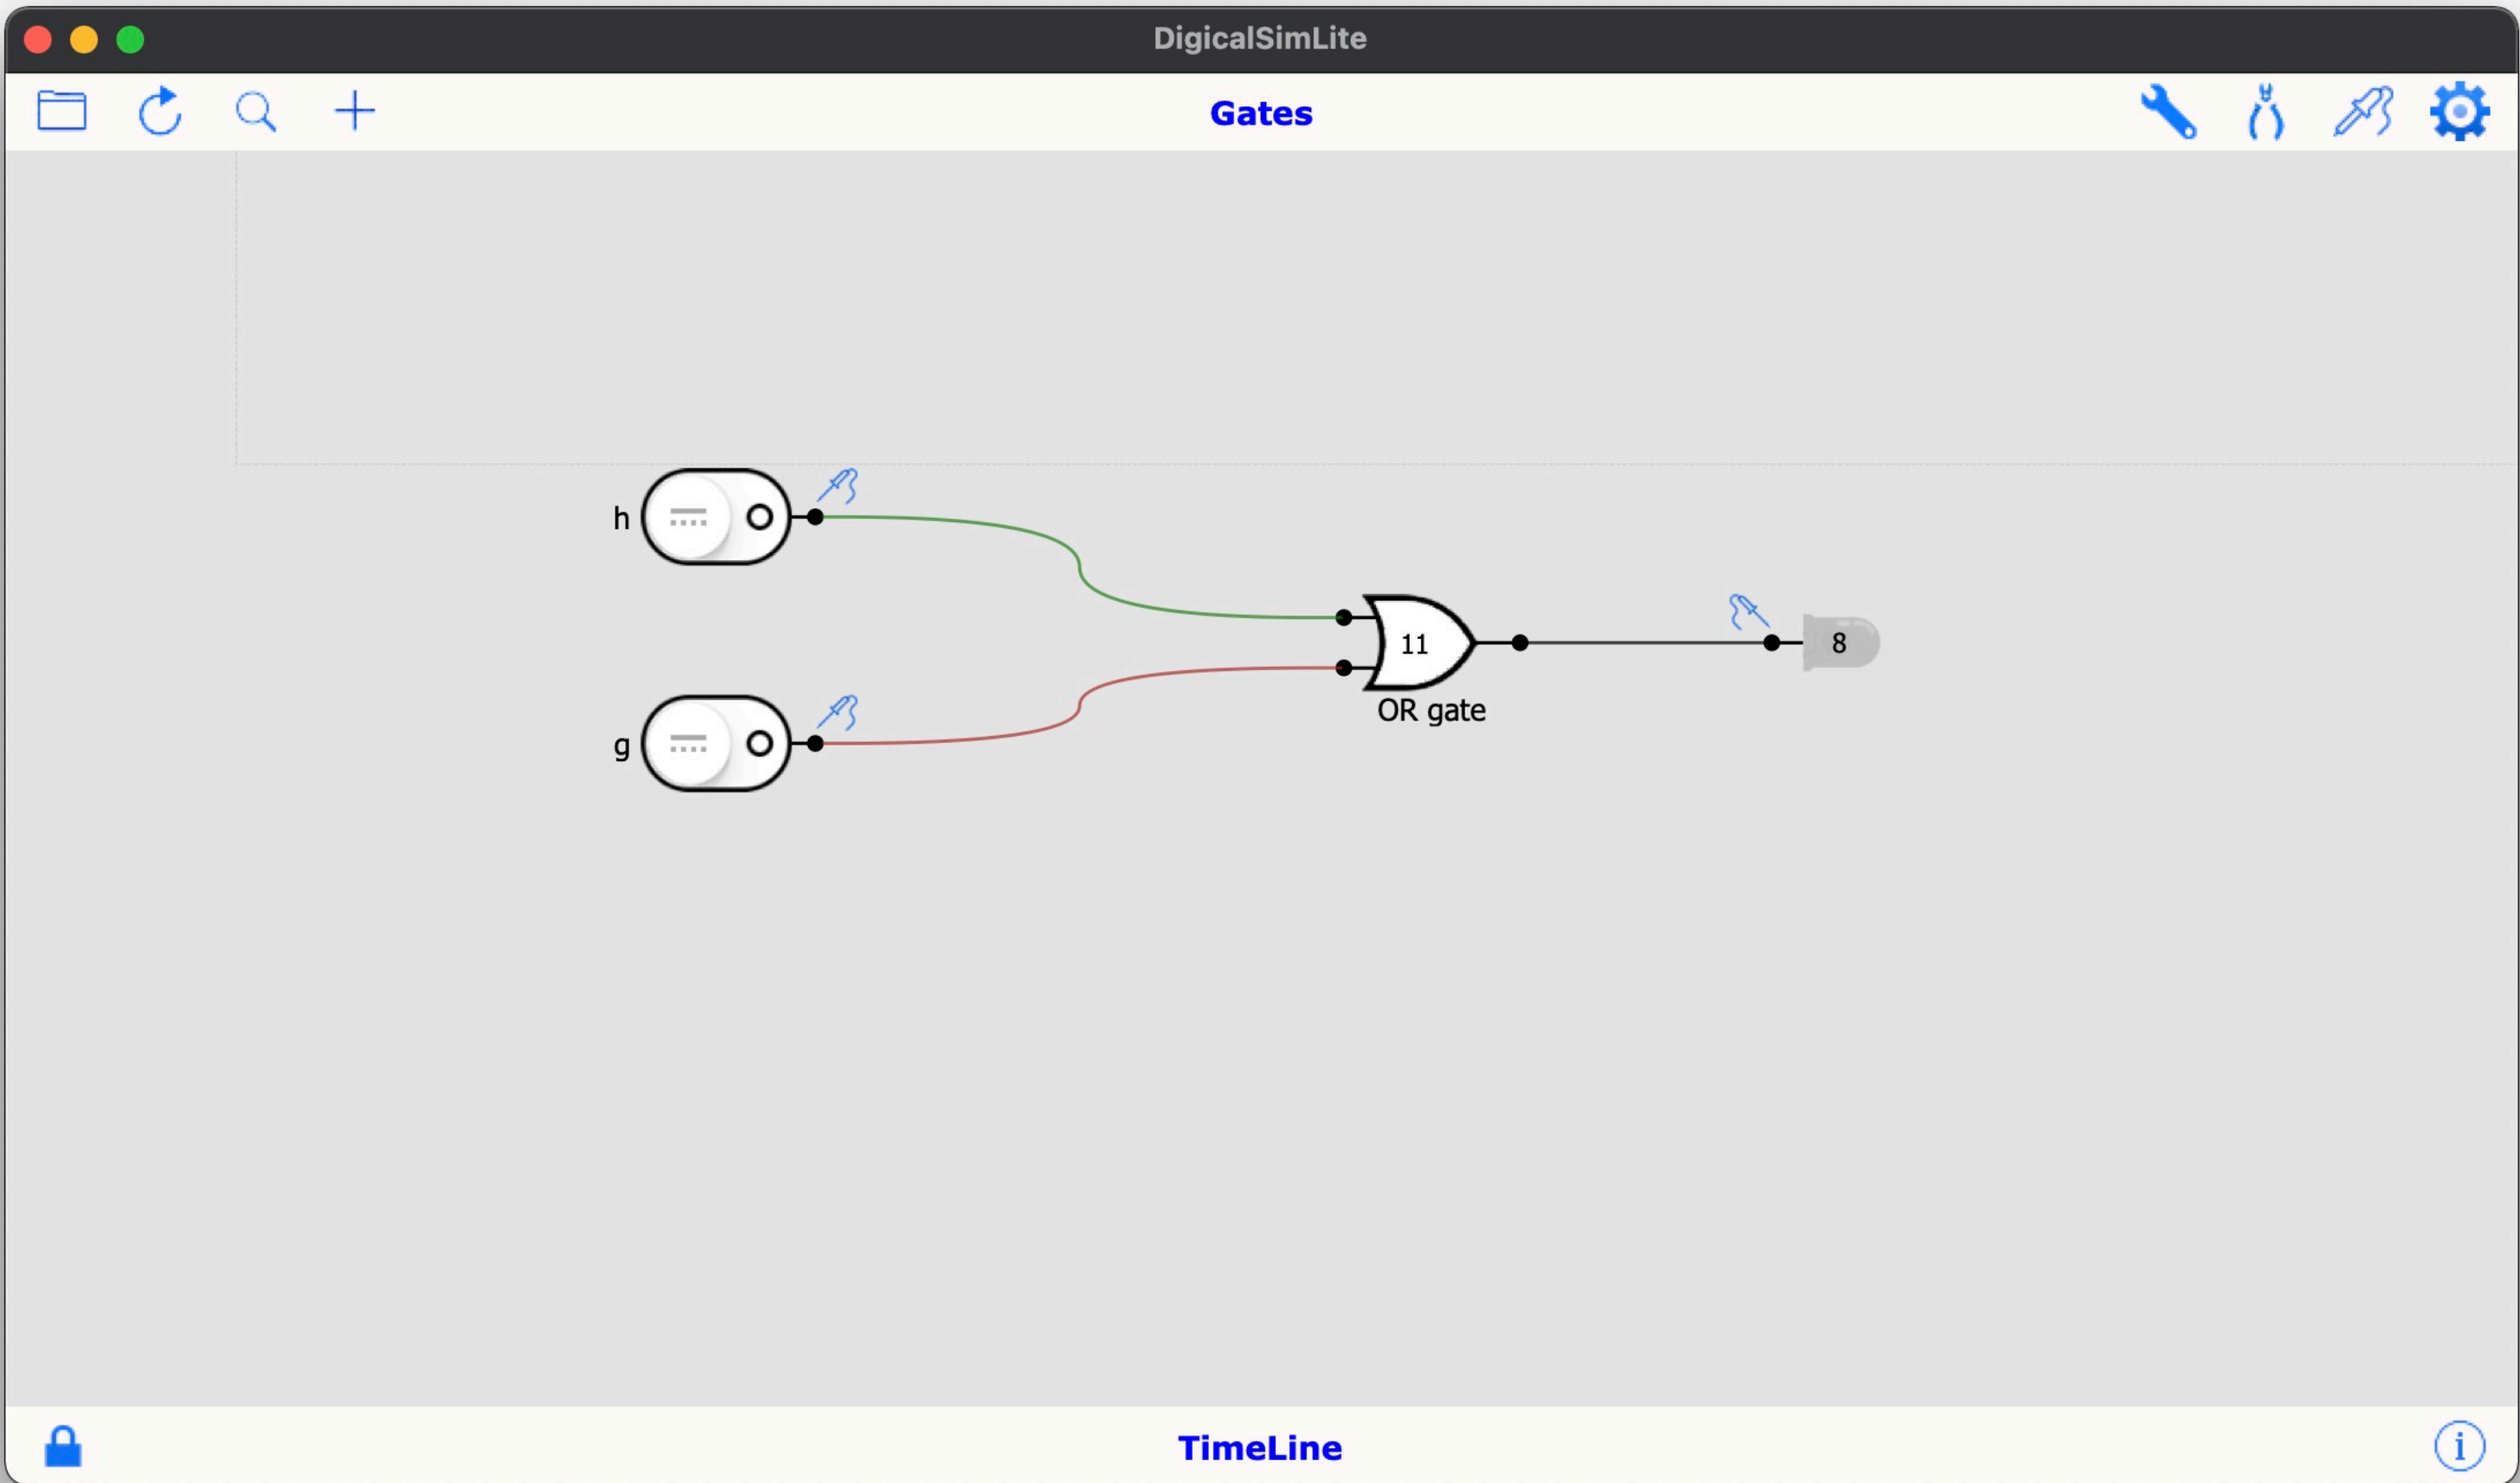 DigicalSimLite
Gates
h
11
8
OR gate
g
TimeLine
i